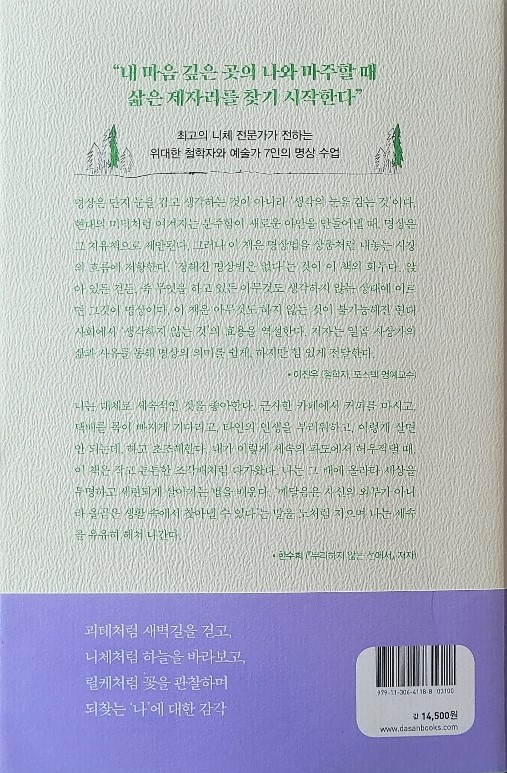 “내 마음 깊은 곳의 나와 마주할 때
삶은 제자리를 찾기 시작한다”
최고의 니체 전문가가 전하는
위대한 철학자와 예술가 7인의 명상 수업
명상은 단지 눈을 감고 생각하는 것이 아니라 ‘생각의 눈을 감는 것’이다.
현대의 미덕처럼 여겨지는 분주함이 새로운 야만을 만들어낼 때, 명상은
그 치유책으로 재발견된다. 그러나 이 책은 명상법을 상품처럼 내놓는 시장
의 흐름에 저항한다. ‘정해진 명상법은 없다’는 것이 이 책의 화두다. 앉
아 있든 걷든, 즉 무엇을 하고 있든 아무것도 생각하지 않는 상태에 이르
면 그것이 명상이다. 이 책은 아무것도 하지 않는 것이 불가능해진 현대
사회에서 ‘생각하지 않는 것’의 효용을 역설한다. 저자는 일곱 사상가의
삶과 사유를 통해 명상의 의미를 쉽게, 하지만 깊이 있게 전달한다.
• 이진우 (철학자, 포스텍 명예교수)
나는 대체로 세속적인 것을 좋아한다. 근사한 카페에서 커피를 마시고,
택배를 목이 빠지게 기다리고, 타인의 인생을 부러워하고, 이렇게 살면
안 되는데, 하고 초조해한다. 내가 이렇게 세속의 파도에서 허우적댈 때,
이 책은 작고 튼튼한 조각배처럼 다가왔다. 나는 그 배에 올라타 세상을
투명하고 세련되게 살아가는 법을 배운다. ‘깨달음은 자신의 외부가 아니
라 올곧은 생활 속에서 찾아낼 수 있다’는 말을 노처럼 저으며 나는 세속
을 유유히 헤쳐 나간다.
• 한수희 (『무리하지 않는 선에서』 저자)
괴테처럼 새벽길을 걷고,
니체처럼 하늘을 바라보고,
릴케처럼 꽃을 관찰하며
되찾는 ‘나’에 대한 감각
979-11-306-4118-8 03100
값 14,500원
www.dasanbooks.com